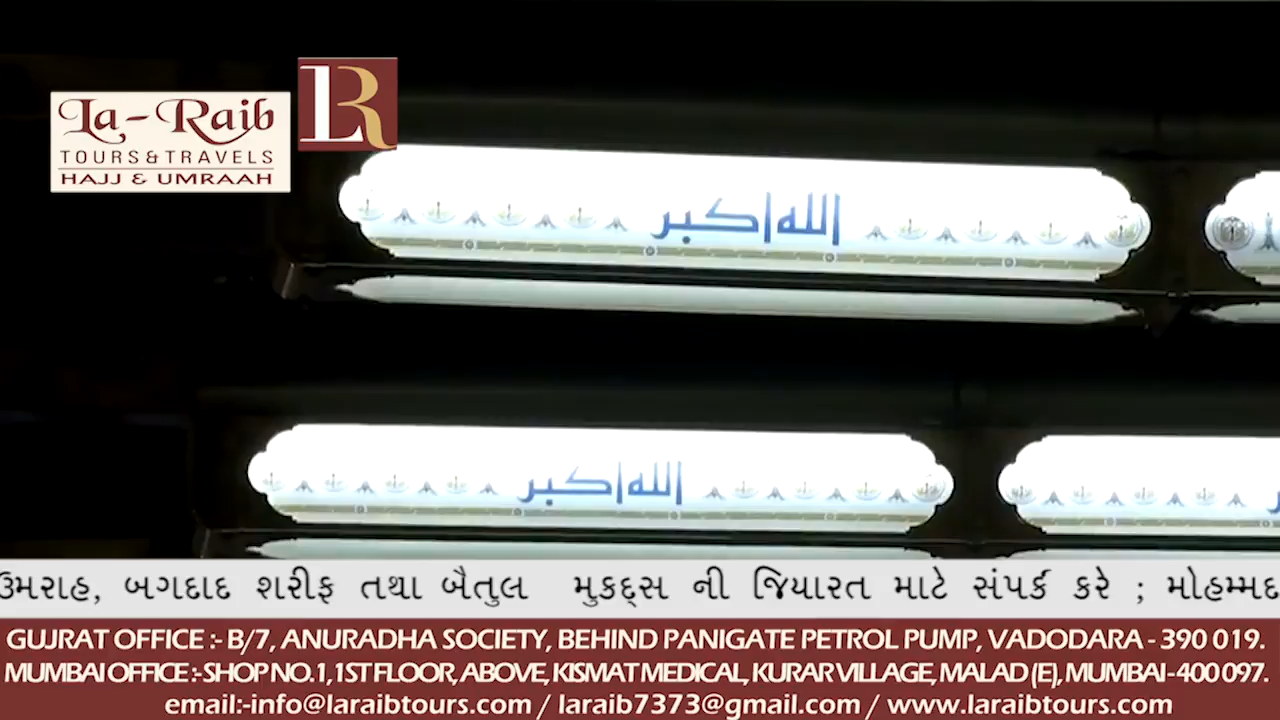 La-Raib
TOURS & TRAVELS
HAJJ & UMRAAH
LR
الله اكبر
الله اكبر
ઉમરાહ, બગદાદ શરીફ તથા બૈતુલ મુકદ્દસ ની જિયારત માટે સંપર્ક કરે ; મોહમ્મદ
GUJRAT OFFICE :- B/7, ANURADHA SOCIETY, BEHIND PANIGATE PETROL PUMP, VADODARA - 390 019.
MUMBAI OFFICE :- SHOP NO. 1, 1ST FLOOR, ABOVE, KISMAT MEDICAL, KURAR VILLAGE, MALAD (E), MUMBAI - 400 097.
email:-info@laraibtours.com / laraib7373@gmail.com / www.laraibtours.com